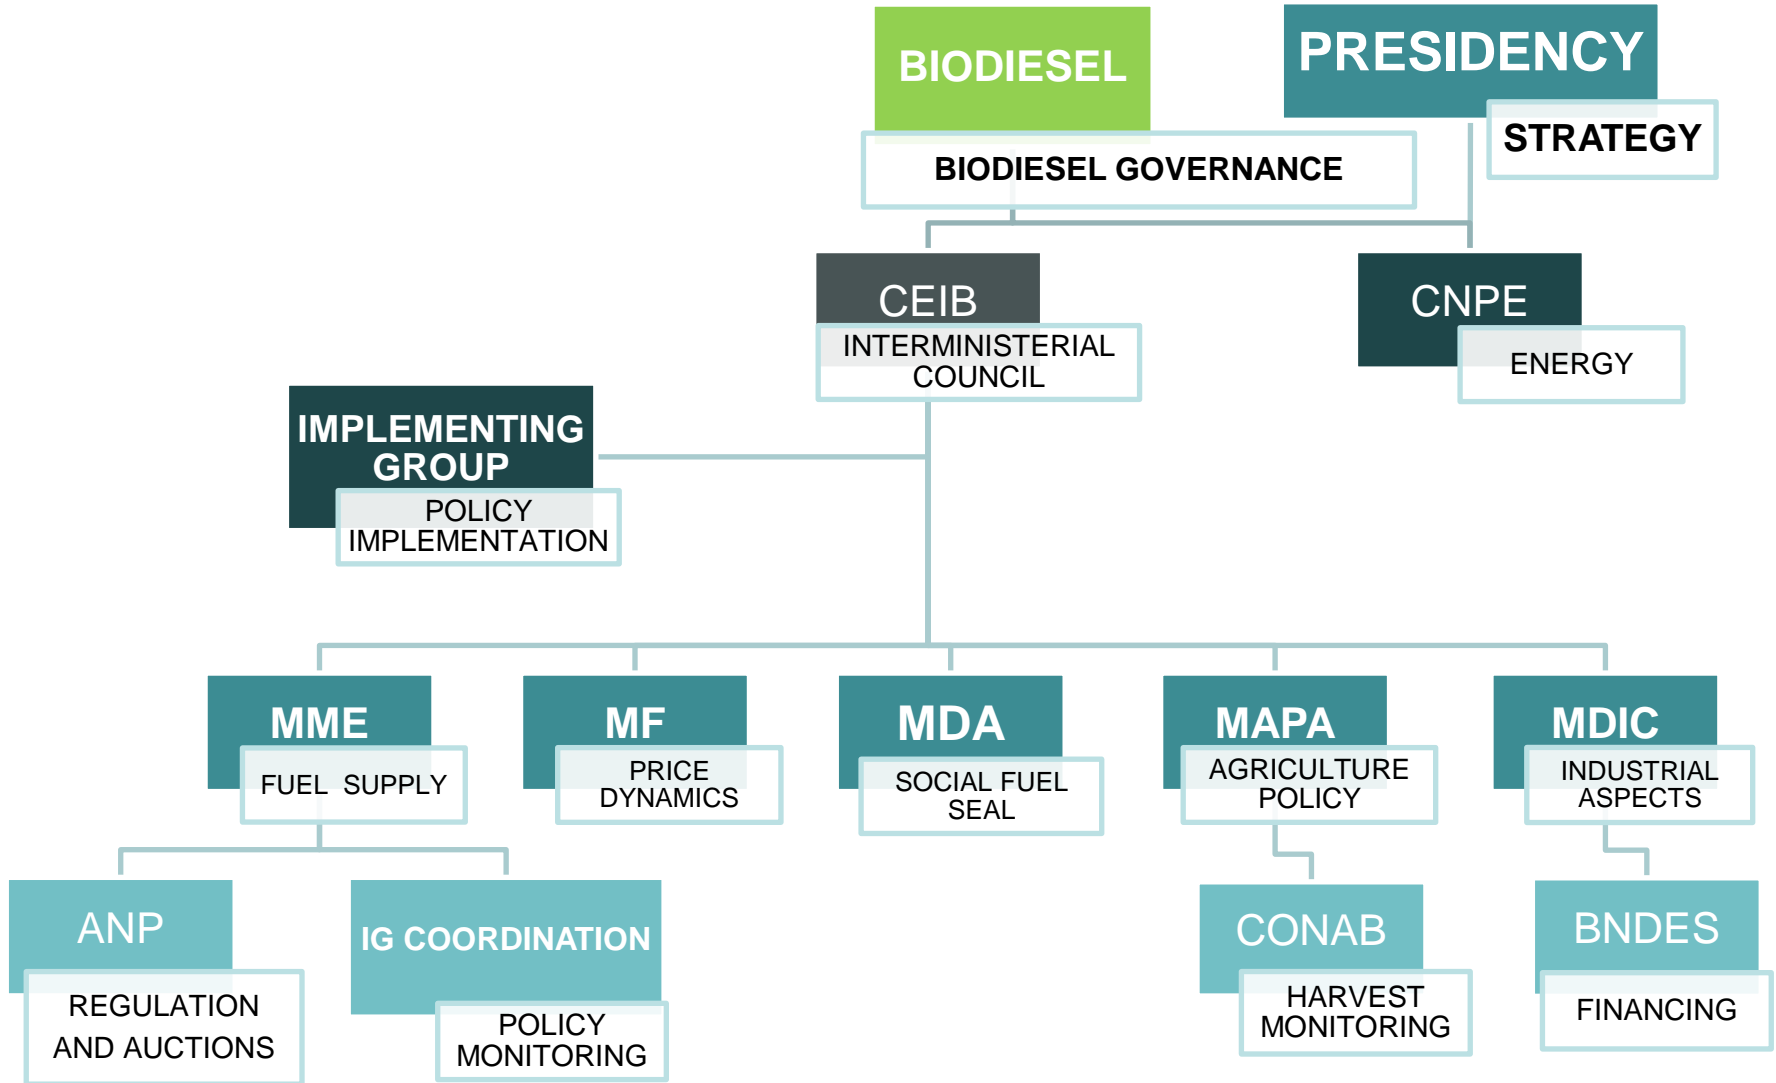 BIODIESEL
BIODIESEL GOVERNANCE
PRESIDENCY
STRATEGY
CEIB
INTERMINISTERIAL
COUNCIL
CNPE
ENERGY
IMPLEMENTING
GROUP
POLICY
IMPLEMENTATION
MME
FUEL SUPPLY
MF
PRICE
DYNAMICS
MDA
SOCIAL FUEL
SEAL
MAPA
AGRICULTURE
POLICY
MDIC
INDUSTRIAL
ASPECTS
ANP
REGULATION
AND AUCTIONS
IG COORDINATION
POLICY
MONITORING
CONAB
HARVEST
MONITORING
BNDES
FINANCING